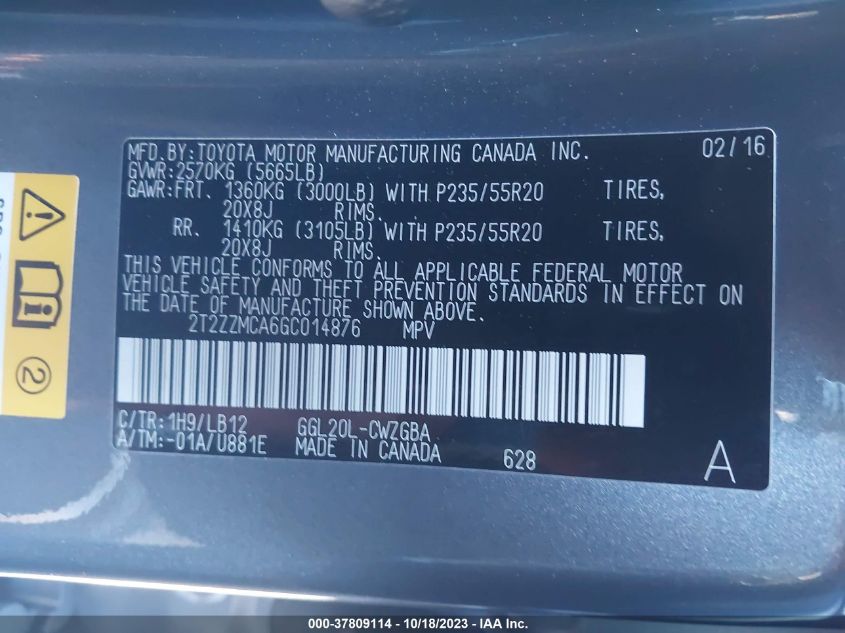 MFD.BY:TOYOTA MOTOR MANUFACTURING CANADA INC. 02/16
GVWR:2570KG (5665LB)
GAWR:FRT. 1360KG (3000LB) WITH P235/55R20 TIRES,
20X8J RIMS.
RR. 1410KG (3105LB) WITH P235/55R20 TIRES,
20X8J RIMS.
THIS VEHICLE CONFORMS TO ALL APPLICABLE FEDERAL MOTOR
VEHICLE SAFETY AND THEFT PREVENTION STANDARDS IN EFFECT ON
THE DATE OF MANUFACTURE SHOWN ABOVE.
2T2ZZMCA6GC014876 MPV
C/TR:1H9/LB12 GGL20L-CWZGBA
A/TM:-01A/U881E MADE IN CANADA 628 A
2
000-37809114 - 10/18/2023 - IAA Inc.